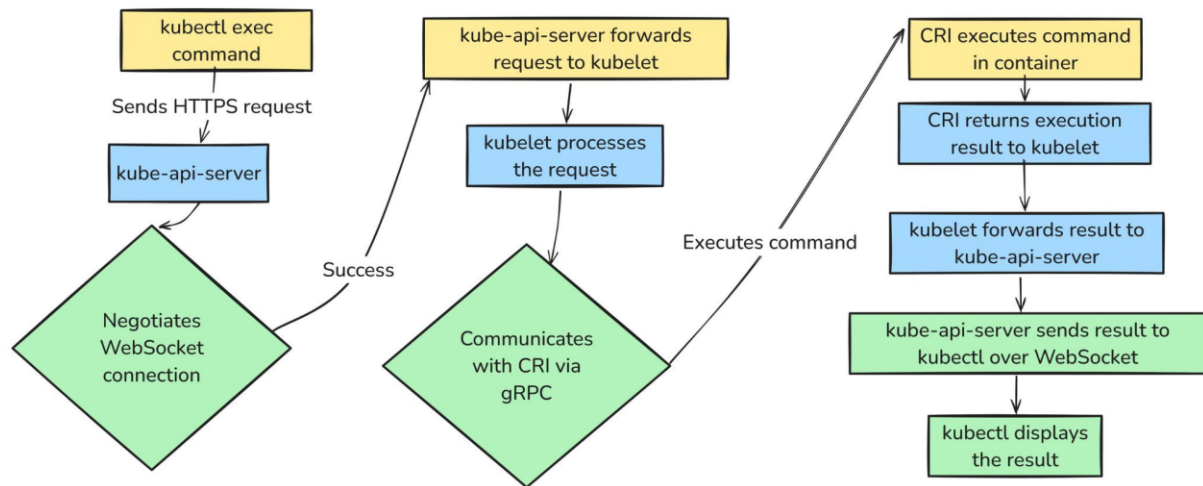 kubectl exec
command
Sends HTTPS request
kube-api-server
Negotiates
WebSocket
connection
Success
kube-api-server forwards
request to kubelet
kubelet processes
the request
Communicates
with CRI via
gRPC
Executes command
CRI executes command
in container
CRI returns execution
result to kubelet
kubelet forwards result to
kube-api-server
kube-api-server sends result to
kubectl over WebSocket
kubectl displays
the result